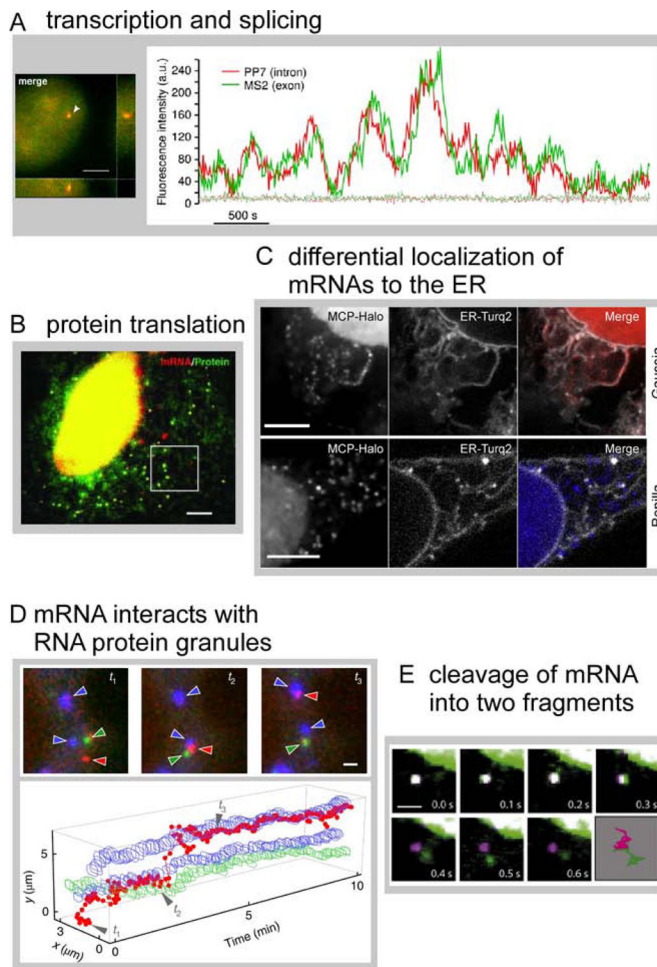 A transcription and splicing
merge
Fluorescence intensity (a.u.)
240
200
160
120
80
40
0
PP7 (intron)
MS2 (exon)
500 s
C differential localization of
mRNAs to the ER
B protein translation
mRNA/Protein
MCP-Halo
ER-Turq2
Merge
Gaussia
MCP-Halo
ER-Turq2
Merge
Renilla
D mRNA interacts with
RNA protein granules
t1
t2
t3
y (μm)
5
0
x (μm)
3
0
t1
t2
t3
0
5
10
Time (min)
E cleavage of mRNA
into two fragments
0.0 s
0.1 s
0.2 s
0.3 s
0.4 s
0.5 s
0.6 s